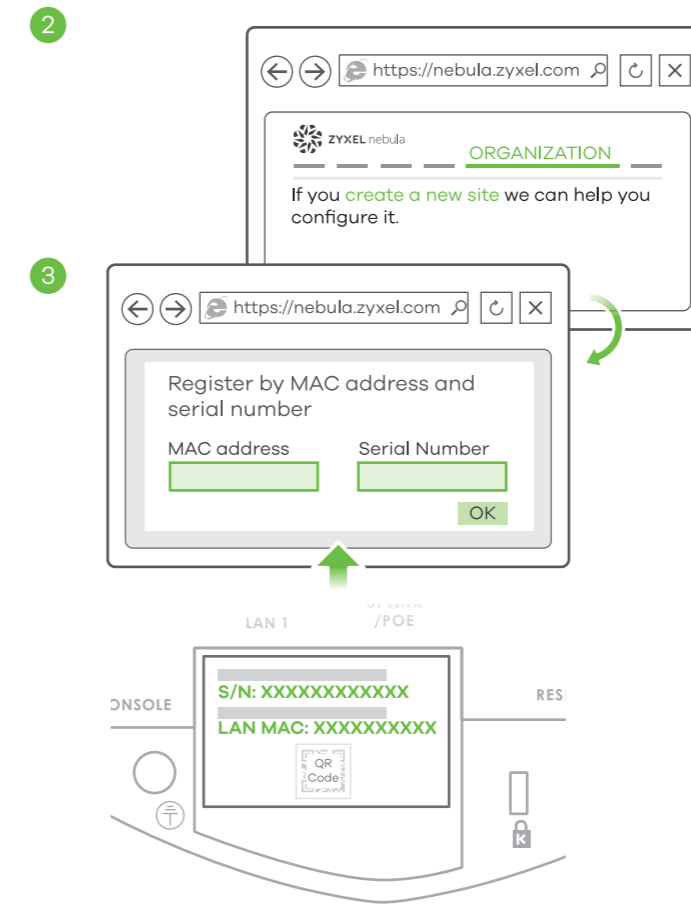 2
https://nebula.zyxel.com
ZYXEL nebula
ORGANIZATION
If you create a new site we can help you
configure it.
3
https://nebula.zyxel.com
Register by MAC address and
serial number
MAC address Serial Number
OK
LAN 1
/POE
ONSOLE
S/N: XXXXXXXXXXXX
LAN MAC: XXXXXXXXXX
QR
Code
RES
K